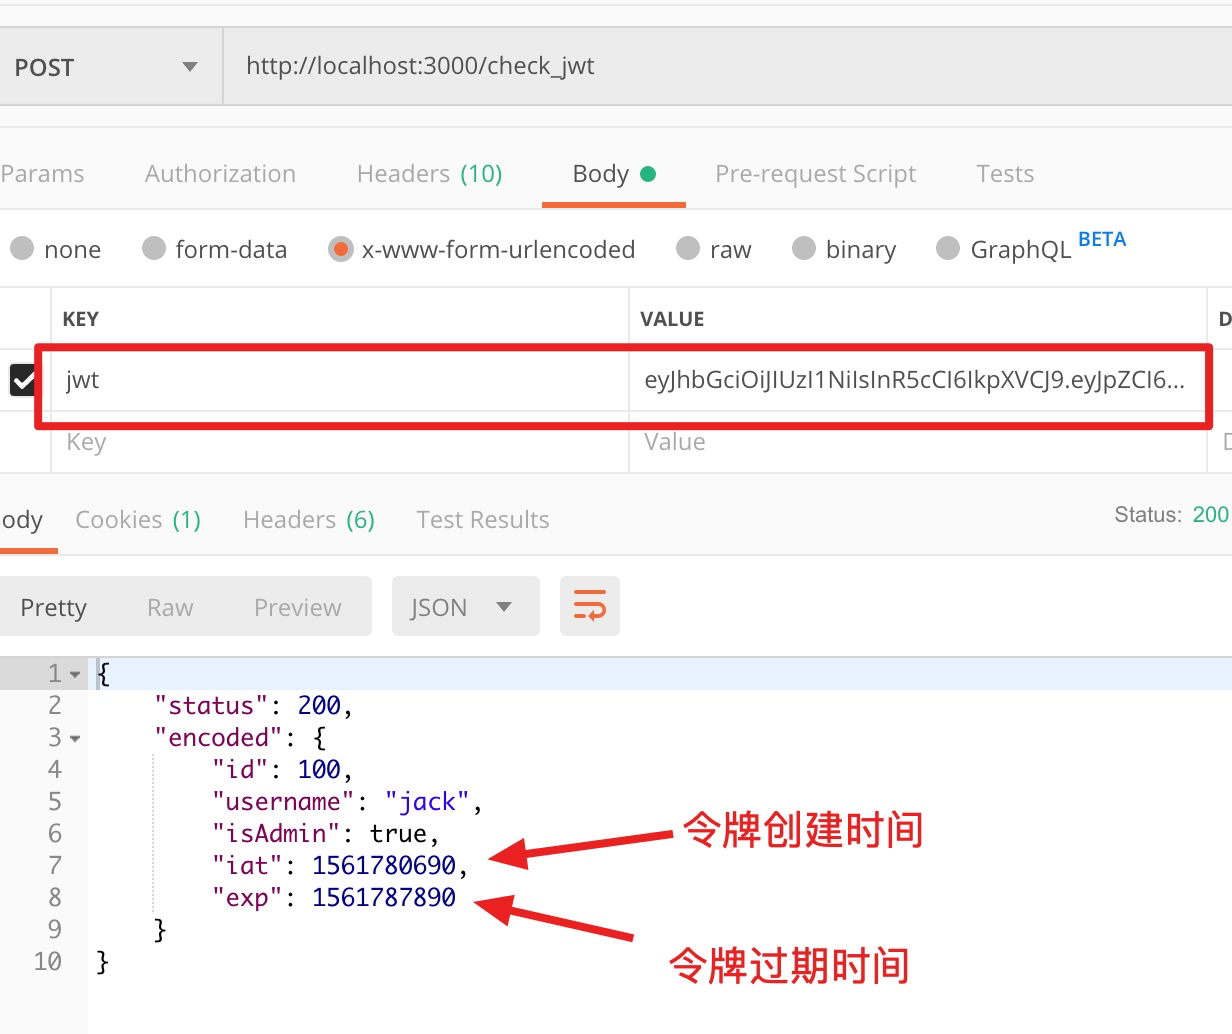 POST http://localhost:3000/check_jwt
Params Authorization Headers (10) Body Pre-request Script Tests
none form-data x-www-form-urlencoded raw binary GraphQL BETA
KEY VALUE D
jwt eyJhbGciOiJIUzI1NiIsInR5cCI6IkpXVCJ9.eyJpZCI6...
Key Value D
ody Cookies (1) Headers (6) Test Results Status: 200
Pretty Raw Preview JSON
1 {
2 "status": 200,
3 "encoded": {
4 "id": 100,
5 "username": "jack",
6 "isAdmin": true,
令牌创建时间
7 "iat": 1561780690,
8 "exp": 1561787890
9 }
令牌过期时间
10 }